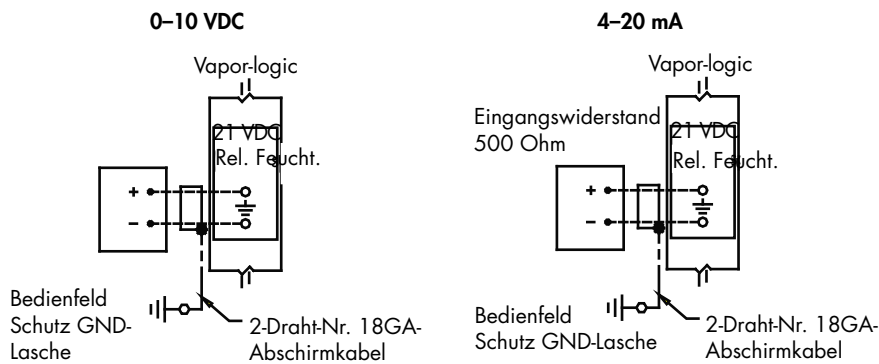 0–10 VDC
Vapor-logic
21 VDC
Rel. Feucht.
+
–
Bedienfeld
Schutz GND-
Lasche
2-Draht-Nr. 18GA-
Abschirmkabel
4–20 mA
Vapor-logic
Eingangswiderstand
500 Ohm
21 VDC
Rel. Feucht.
+
–
Bedienfeld
Schutz GND-Lasche
2-Draht-Nr. 18GA-
Abschirmkabel